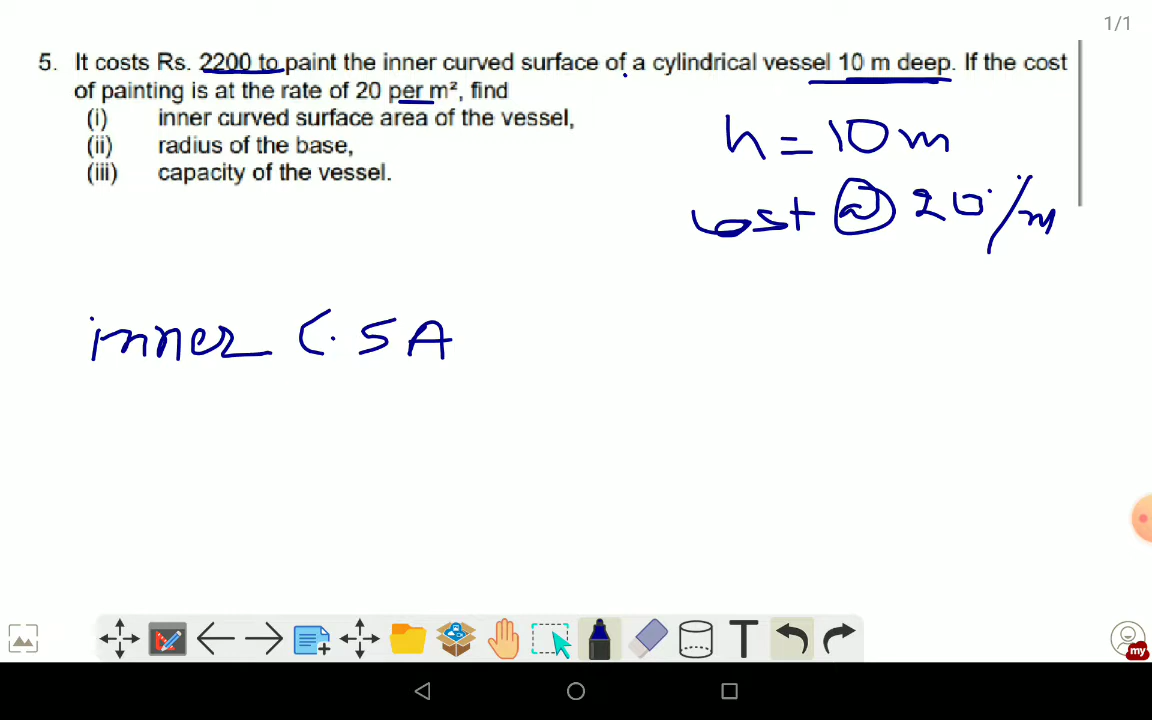 1/1
5. It costs Rs. 2200 to paint the inner curved surface of a cylindrical vessel 10 m deep. If the cost
of painting is at the rate of 20 per m², find
(i) inner curved surface area of the vessel,
(ii) radius of the base,
(iii) capacity of the vessel.
h = 10 m
cost @ 20/m
inner C.SA
T
my